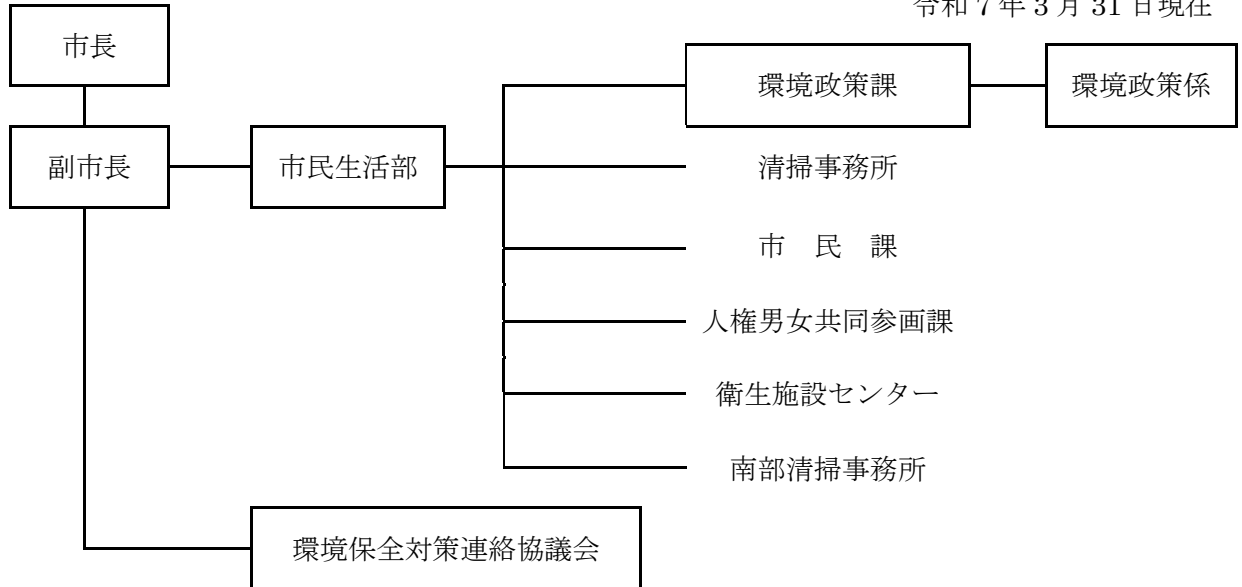 令和 7 年 3 月 31 日現在
市長
環境政策課
環境政策係
副市長
市民生活部
清掃事務所
市　民　課
人権男女共同参画課
衛生施設センター
南部清掃事務所
環境保全対策連絡協議会